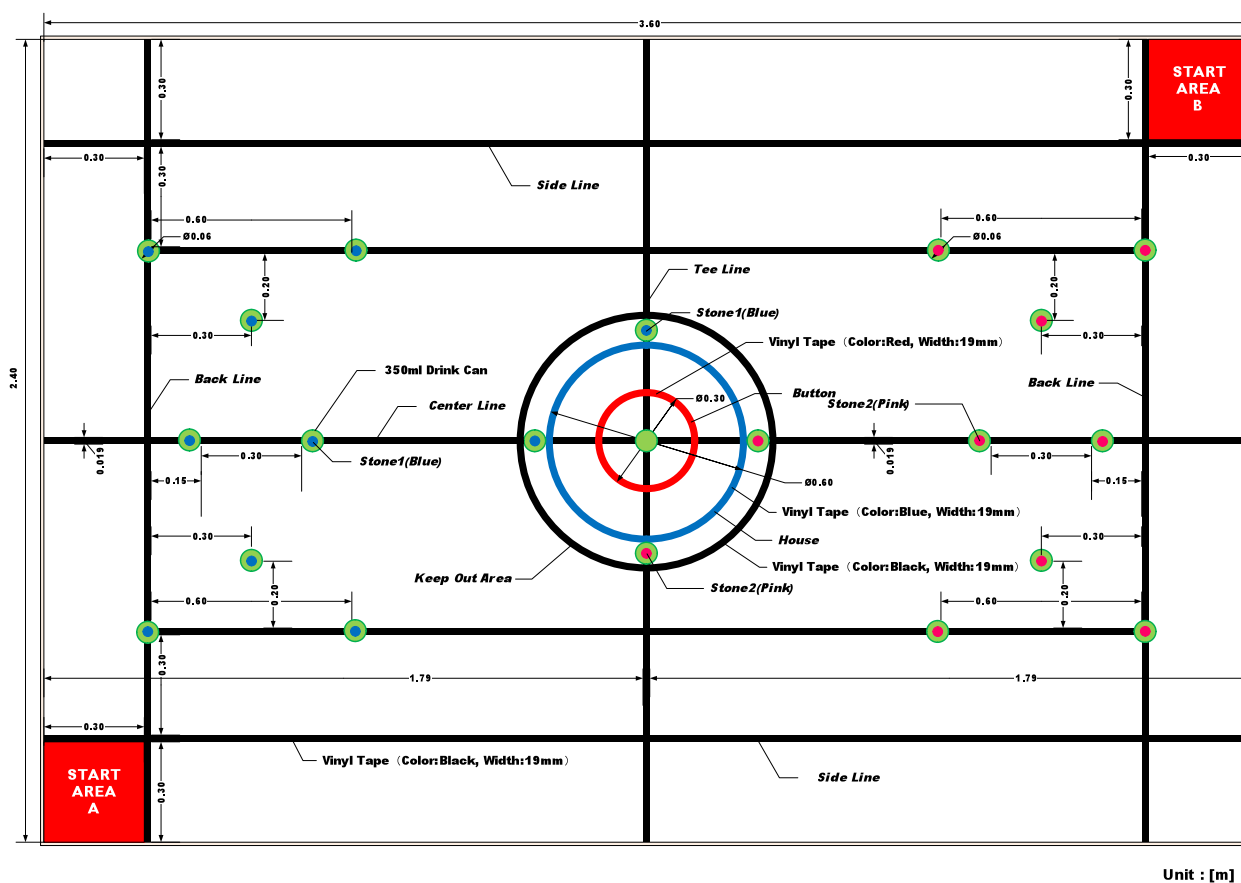 3.60
START
AREA
B
0.30
0.30
0.30
0.30
0.30
Side Line
0.60
0.60
Ø0.06
Ø0.06
Tee Line
0.20
0.20
Stone1(Blue)
0.30
0.30
Vinyl Tape（Color:Red, Width:19mm）
2.40
Back Line
350ml Drink Can
Back Line
Button
Ø0.30
Center Line
Stone2(Pink)
0.019
0.30
Stone1(Blue)
0.019
0.30
0.15
0.15
Ø0.60
Vinyl Tape（Color:Blue, Width:19mm）
0.30
0.30
House
Vinyl Tape（Color:Black, Width:19mm）
Keep Out Area
Stone2(Pink)
0.60
0.20
0.60
0.20
0.30
1.79
1.79
0.30
Vinyl Tape（Color:Black, Width:19mm）
Side Line
START
AREA
A
0.30
Unit : [m]